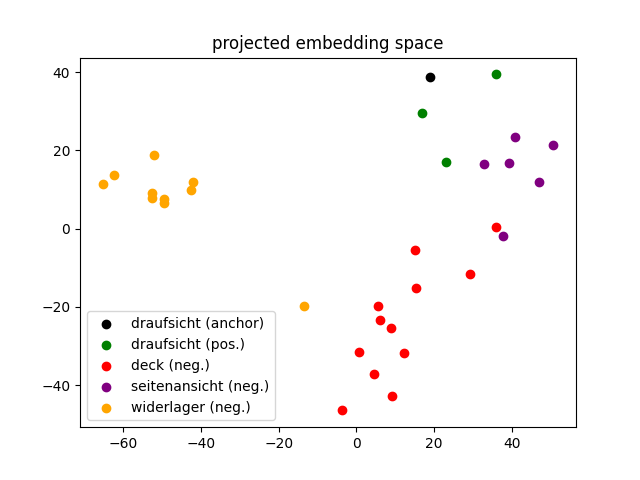 projected embedding space
40
20
0
−20
−40
draufsicht (anchor)
draufsicht (pos.)
deck (neg.)
seitenansicht (neg.)
widerlager (neg.)
−60 −40 −20 0 20 40